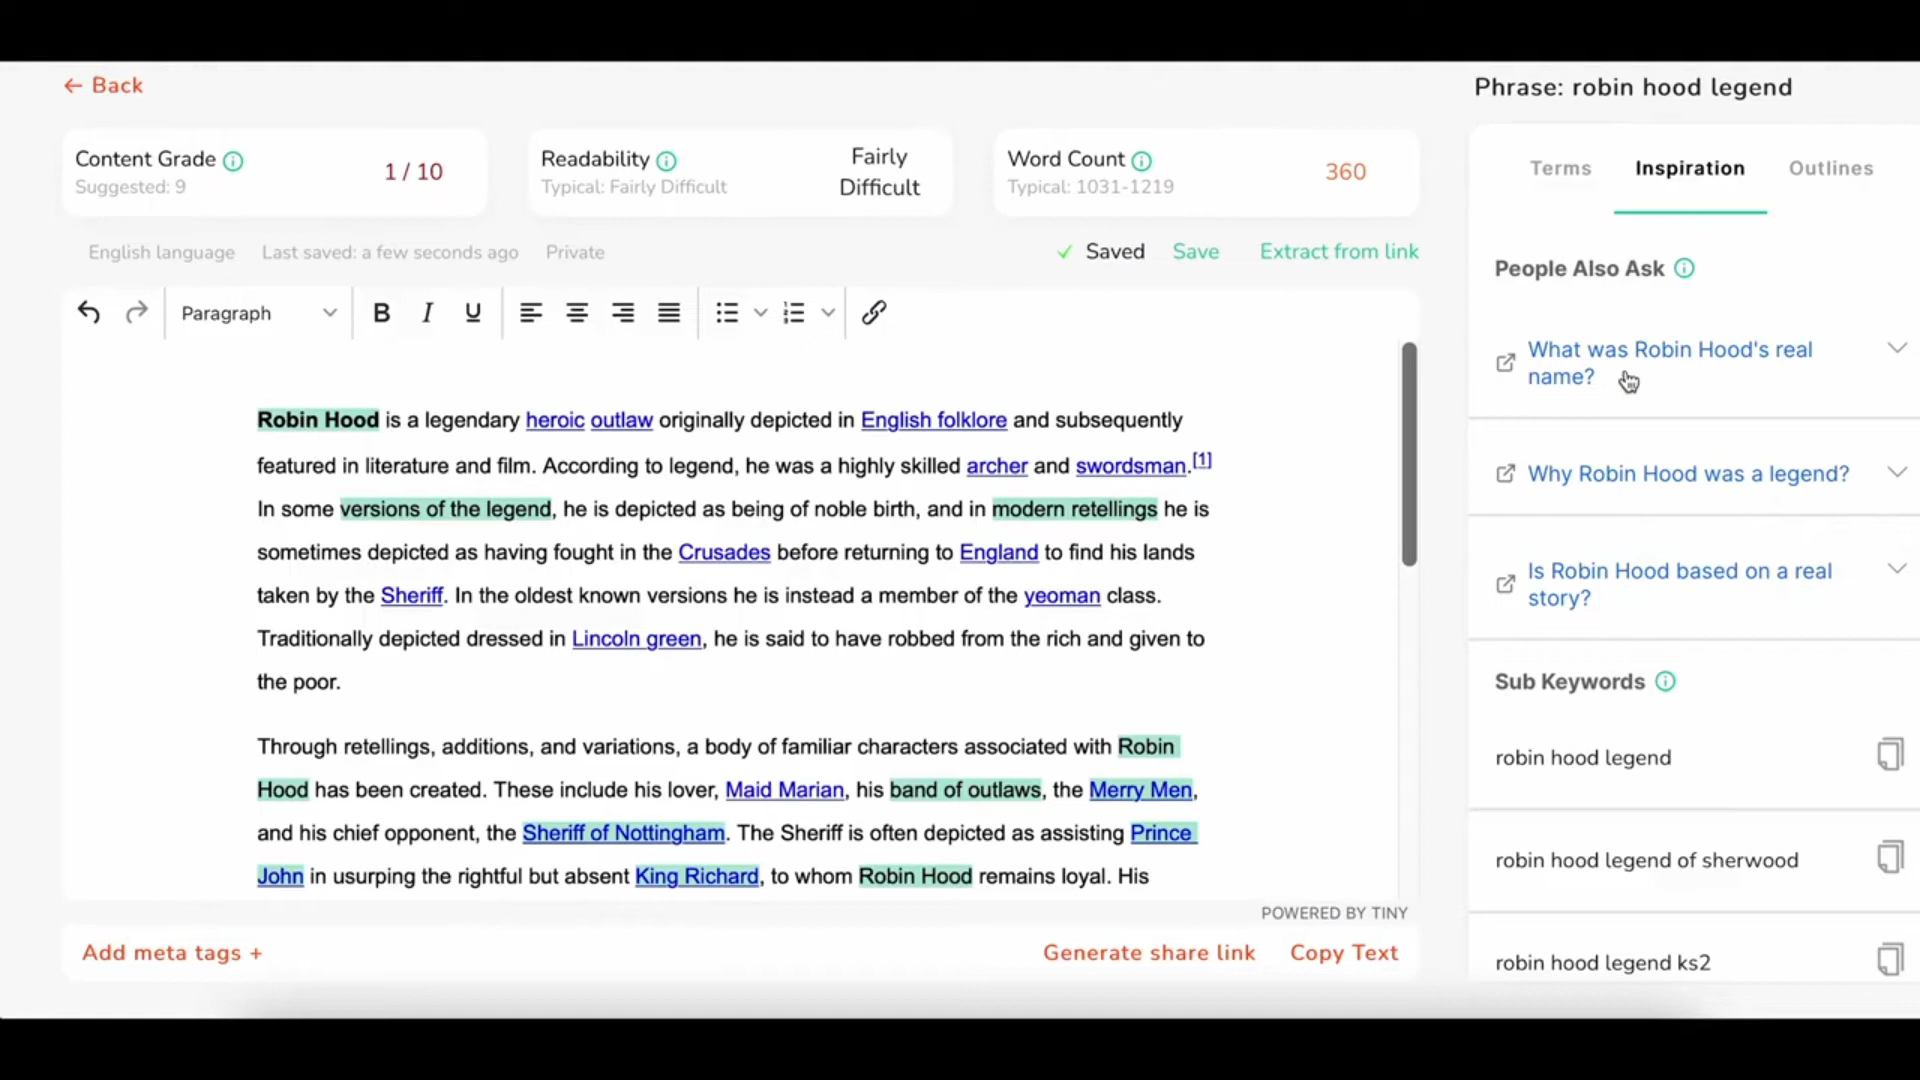 ← Back
Phrase: robin hood legend
Content Grade
Suggested: 9
1 / 10
Readability
Typical: Fairly Difficult
Fairly
Difficult
Word Count
Typical: 1031-1219
360
English language Last saved: a few seconds ago Private
✓ Saved Save Extract from link
Paragraph B I U
Robin Hood is a legendary heroic outlaw originally depicted in English folklore and subsequently
featured in literature and film. According to legend, he was a highly skilled archer and swordsman.[1]
In some versions of the legend, he is depicted as being of noble birth, and in modern retellings he is
sometimes depicted as having fought in the Crusades before returning to England to find his lands
taken by the Sheriff. In the oldest known versions he is instead a member of the yeoman class.
Traditionally depicted dressed in Lincoln green, he is said to have robbed from the rich and given to
the poor.
Through retellings, additions, and variations, a body of familiar characters associated with Robin
Hood has been created. These include his lover, Maid Marian, his band of outlaws, the Merry Men,
and his chief opponent, the Sheriff of Nottingham. The Sheriff is often depicted as assisting Prince
John in usurping the rightful but absent King Richard, to whom Robin Hood remains loyal. His
POWERED BY TINY
Add meta tags +
Generate share link Copy Text
Terms Inspiration Outlines
People Also Ask
What was Robin Hood's real
name?
Why Robin Hood was a legend?
Is Robin Hood based on a real
story?
Sub Keywords
robin hood legend
robin hood legend of sherwood
robin hood legend ks2